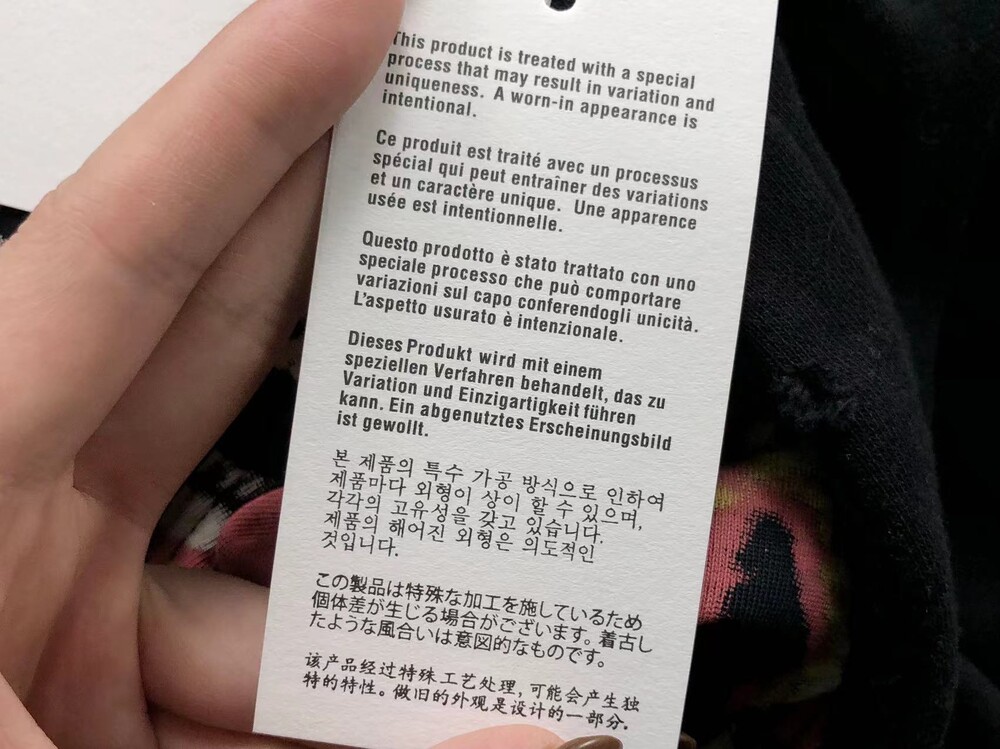 This product is treated with a special
process that may result in variation and
uniqueness. A worn-in appearance is
intentional.
Ce produit est traité avec un processus
spécial qui peut entraîner des variations
et un caractère unique. Une apparence
usée est intentionnelle.
Questo prodotto è stato trattato con uno
speciale processo che può comportare
variazioni sul capo conferendogli unicità.
L'aspetto usurato è intenzionale.
Dieses Produkt wird mit einem
speziellen Verfahren behandelt, das zu
Variation und Einzigartigkeit führen
kann. Ein abgenutztes Erscheinungsbild
ist gewollt.
본 제품의 특수 가공 방식으로 인하여
제품마다 외형이 상이 할 수 있으며,
각각의 고유성을 갖고 있습니다.
제품의 해어진 외형은 의도적인
것입니다.
この製品は特殊な加工を施しているため
個体差が生じる場合がございます。着古し
たような風合いは意図的なものです。
该产品经过特殊工艺处理，可能会产生独
特的特性。做旧的外观是设计的一部分。